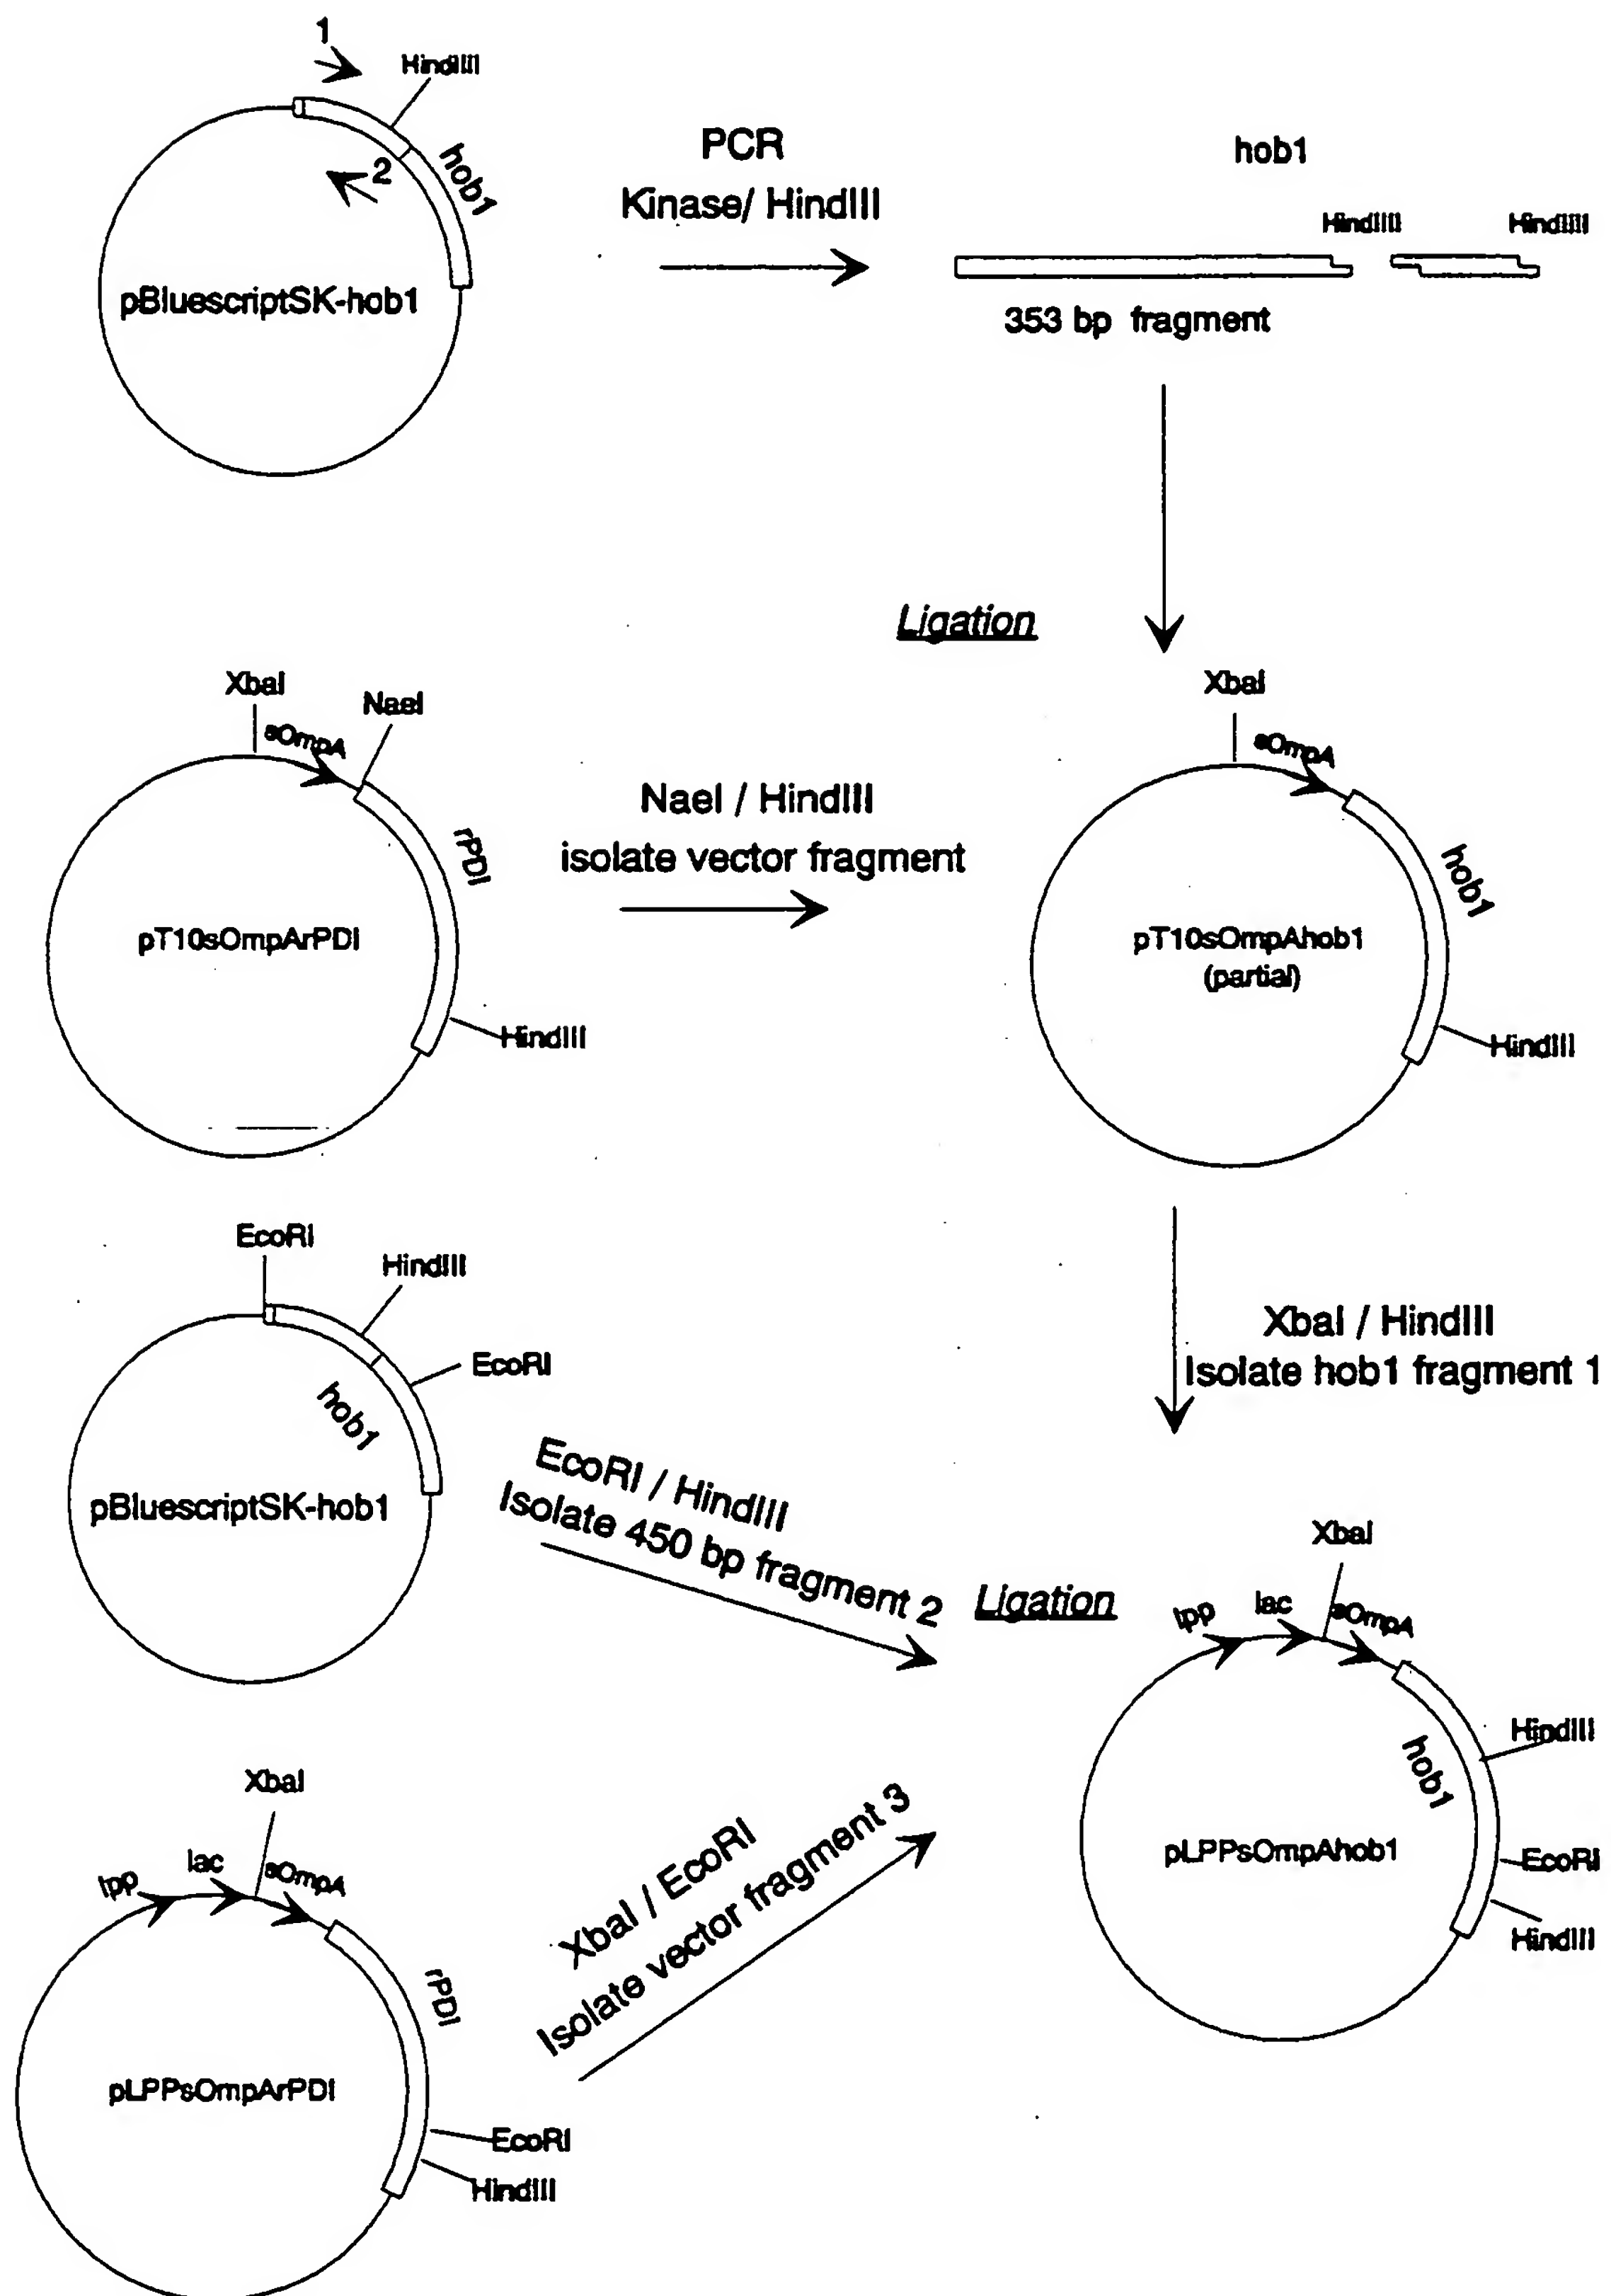 1
HindIII
2
hob1
pBluescriptSK-hob1
PCR
Kinase/ HindIII
hob1
HindIII
HindIII
353 bp fragment
Ligation
XbaI
sOmpA
NaeI
rPDI
pT10sOmpArPDI
HindIII
NaeI / HindIII
isolate vector fragment
XbaI
sOmpA
hob1
pT10sOmpAhob1
(partial)
HindIII
EcoRI
HindIII
EcoRI
hob1
pBluescriptSK-hob1
XbaI / HindIII
Isolate hob1 fragment 1
EcoRI / HindIII
Isolate 450 bp fragment 2
Ligation
XbaI
lpp
lac
sOmpA
HindIII
hob1
pLPPsOmpAhob1
EcoRI
HindIII
XbaI
lpp
lac
sOmpA
rPDI
pLPPsOmpArPDI
EcoRI
HindIII
XbaI / EcoRI
Isolate vector fragment 3